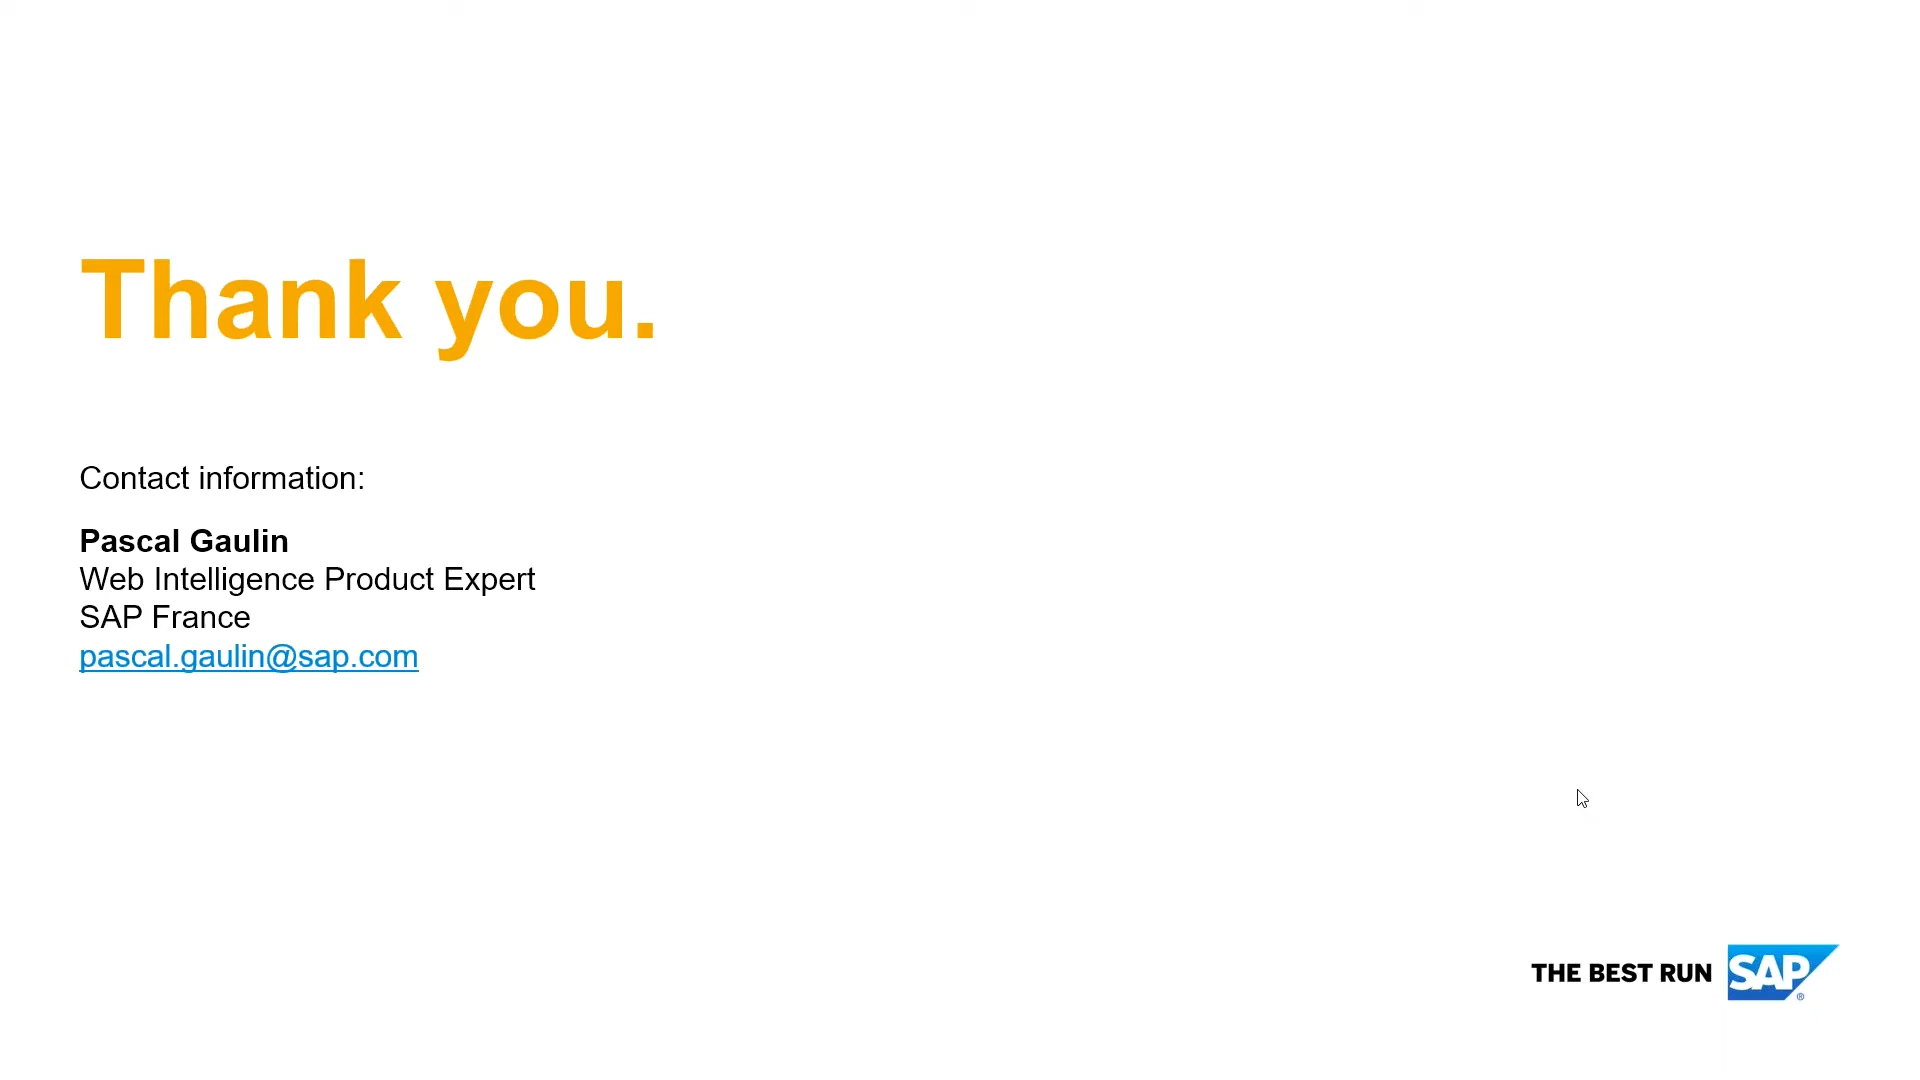 Thank you.
Contact information:
Pascal Gaulin
Web Intelligence Product Expert
SAP France
pascal.gaulin@sap.com
THE BEST RUN SAP ®